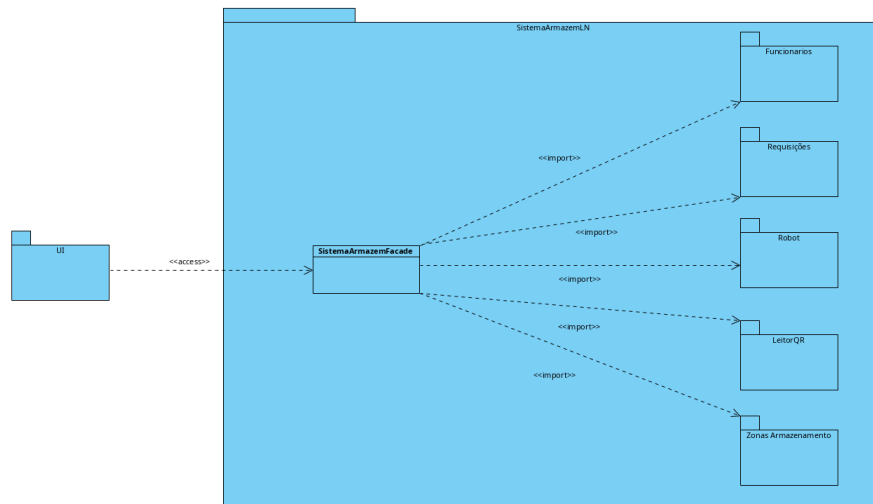 SistemaArmazemLN
Funcionarios
<<import>>
Requisições
<<import>>
UI
<<access>>
SistemaArmazemFacade
Robot
<<import>>
<<import>>
LeitorQR
<<import>>
Zonas Armazenamento